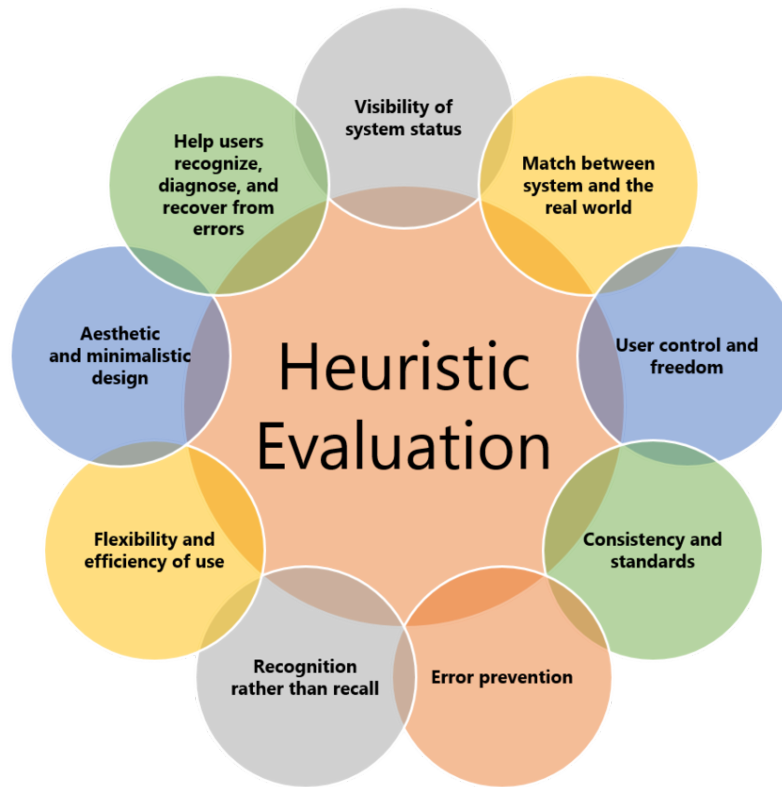 Visibility of
system status
Match between
system and the
real world
User control and
freedom
Consistency and
standards
Error prevention
Recognition
rather than recall
Flexibility and
efficiency of use
Aesthetic
and minimalistic
design
Help users
recognize,
diagnose, and
recover from
errors
Heuristic
Evaluation